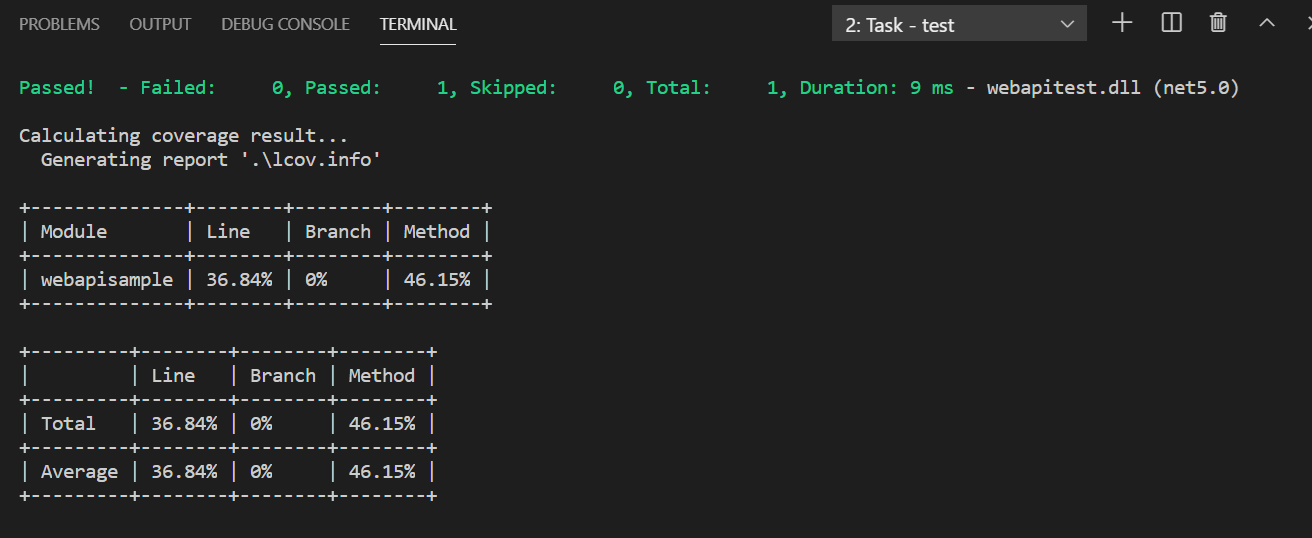 PROBLEMS OUTPUT DEBUG CONSOLE TERMINAL 2: Task - test
Passed!  - Failed:     0, Passed:     1, Skipped:     0, Total:     1, Duration: 9 ms - webapitest.dll (net5.0)
Calculating coverage result...
  Generating report '.\lcov.info'
+--------------+--------+--------+--------+
| Module       | Line   | Branch | Method |
+--------------+--------+--------+--------+
| webapisample | 36.84% | 0%     | 46.15% |
+--------------+--------+--------+--------+
+---------+--------+--------+--------+
|         | Line   | Branch | Method |
+---------+--------+--------+--------+
| Total   | 36.84% | 0%     | 46.15% |
+---------+--------+--------+--------+
| Average | 36.84% | 0%     | 46.15% |
+---------+--------+--------+--------+